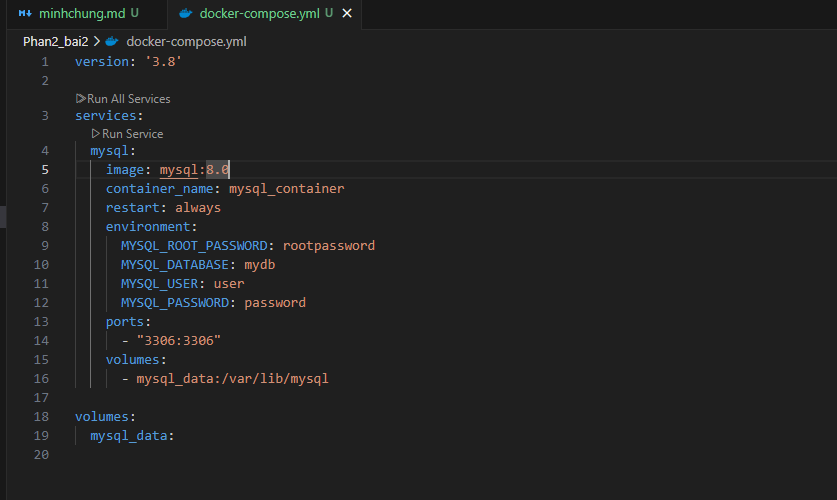 minhchung.md U
docker-compose.yml U
Phan2_bai2 > docker-compose.yml
1 version: '3.8'
2
Run All Services
3 services:
Run Service
4 mysql:
5 image: mysql:8.0
6 container_name: mysql_container
7 restart: always
8 environment:
9 MYSQL_ROOT_PASSWORD: rootpassword
10 MYSQL_DATABASE: mydb
11 MYSQL_USER: user
12 MYSQL_PASSWORD: password
13 ports:
14 - "3306:3306"
15 volumes:
16 - mysql_data:/var/lib/mysql
17
18 volumes:
19 mysql_data:
20